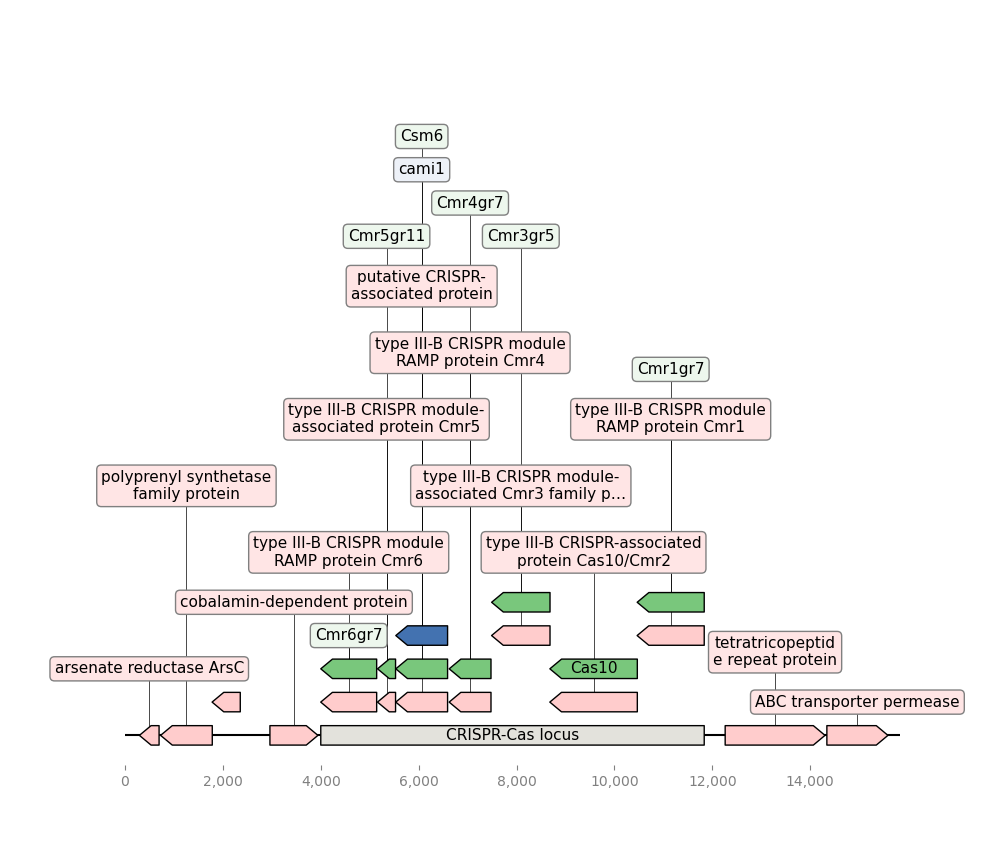 Csm6
cami1
Cmr4gr7
Cmr5gr11
Cmr3gr5
putative CRISPR-
associated protein
type III-B CRISPR module
RAMP protein Cmr4
Cmr1gr7
type III-B CRISPR module-
associated protein Cmr5
type III-B CRISPR module
RAMP protein Cmr1
polyprenyl synthetase
family protein
type III-B CRISPR module-
associated Cmr3 family p...
type III-B CRISPR module
RAMP protein Cmr6
type III-B CRISPR-associated
protein Cas10/Cmr2
cobalamin-dependent protein
Cmr6gr7
tetratricopeptid
e repeat protein
arsenate reductase ArsC
Cas10
ABC transporter permease
CRISPR-Cas locus
0 2,000 4,000 6,000 8,000 10,000 12,000 14,000